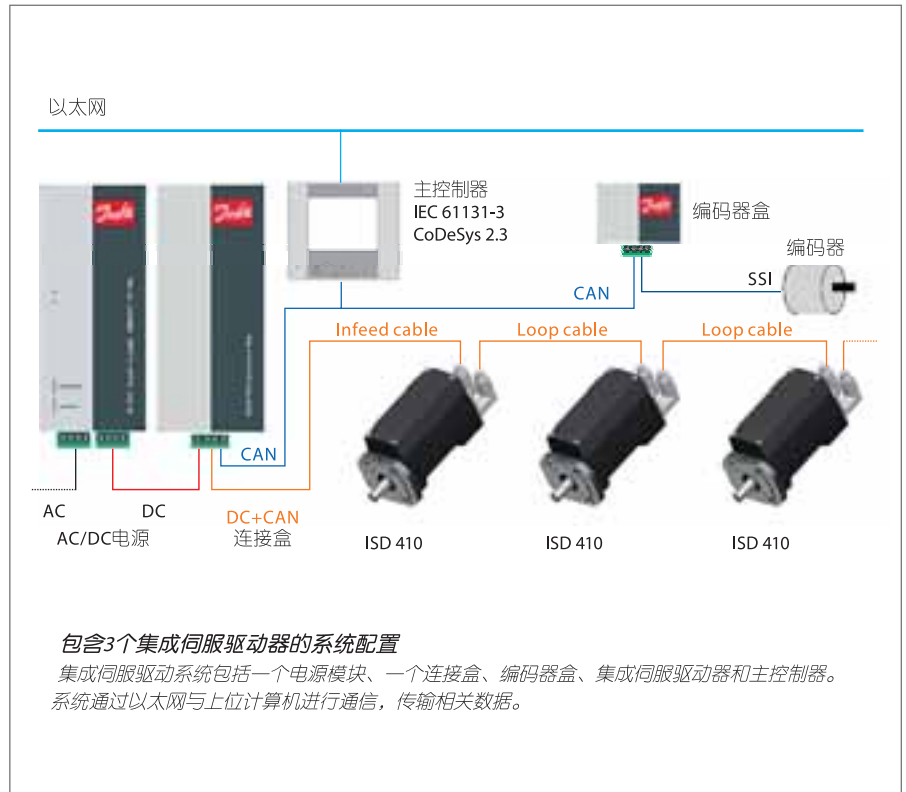 以太网
主控制器
IEC 61131-3
CoDeSys 2.3
编码器盒
编码器
SSI
CAN
Infeed cable
Loop cable
Loop cable
CAN
AC
DC
DC+CAN
AC/DC电源
连接盒
ISD 410
ISD 410
ISD 410
包含3个集成伺服驱动器的系统配置
集成伺服驱动系统包括一个电源模块、一个连接盒、编码器盒、集成伺服驱动器和主控制器。
系统通过以太网与上位计算机进行通信，传输相关数据。